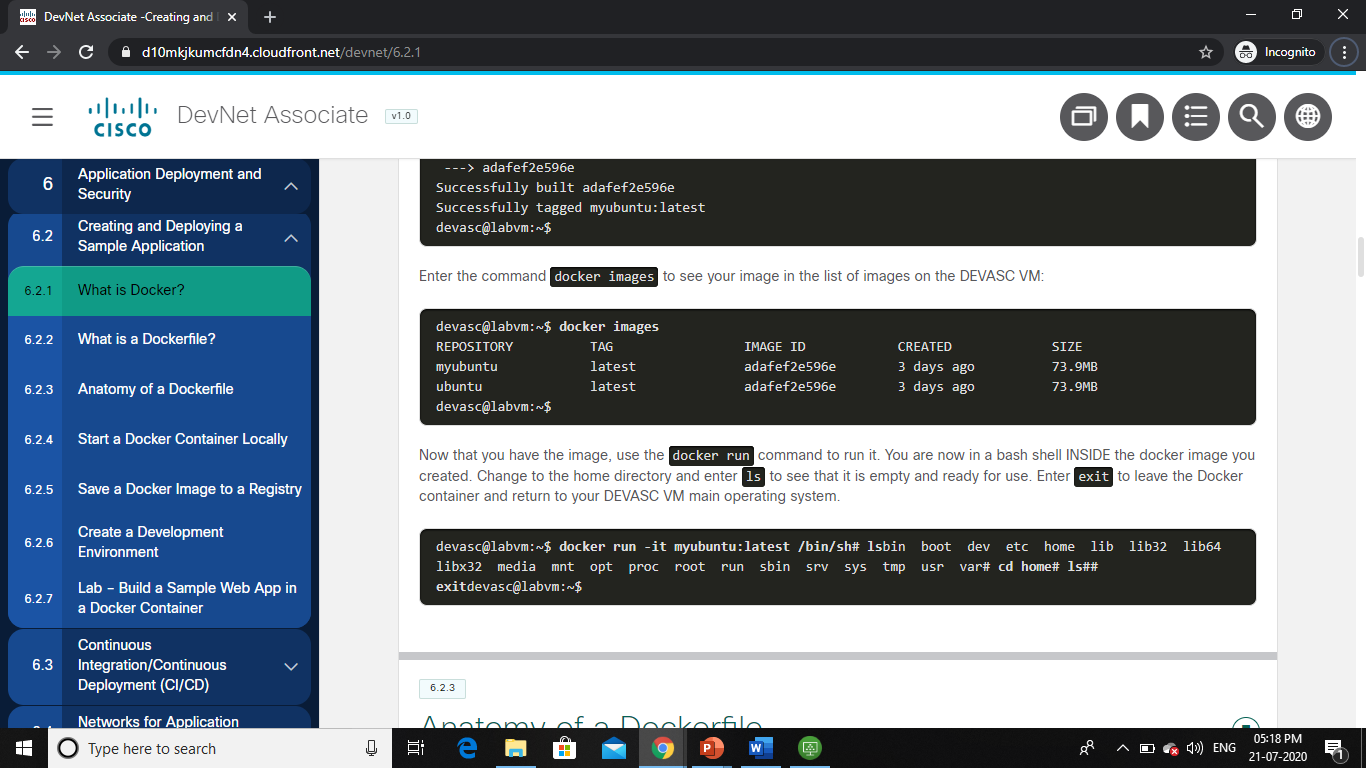 DevNet Associate -Creating and
d10mkjkumcfdn4.cloudfront.net/devnet/6.2.1
Incognito
CISCO
DevNet Associate
v1.0
6
Application Deployment and
Security
6.2
Creating and Deploying a
Sample Application
6.2.1
What is Docker?
6.2.2
What is a Dockerfile?
6.2.3
Anatomy of a Dockerfile
6.2.4
Start a Docker Container Locally
6.2.5
Save a Docker Image to a Registry
6.2.6
Create a Development
Environment
6.2.7
Lab – Build a Sample Web App in
a Docker Container
6.3
Continuous
Integration/Continuous
Deployment (CI/CD)
Networks for Application
---> adafef2e596e
Successfully built adafef2e596e
Successfully tagged myubuntu:latest
devasc@labvm:~$
Enter the command docker images to see your image in the list of images on the DEVASC VM:
devasc@labvm:~$ docker images
REPOSITORY TAG IMAGE ID CREATED SIZE
myubuntu latest adafef2e596e 3 days ago 73.9MB
ubuntu latest adafef2e596e 3 days ago 73.9MB
devasc@labvm:~$
Now that you have the image, use the docker run command to run it. You are now in a bash shell INSIDE the docker image you
created. Change to the home directory and enter ls to see that it is empty and ready for use. Enter exit to leave the Docker
container and return to your DEVASC VM main operating system.
devasc@labvm:~$ docker run -it myubuntu:latest /bin/sh# lsbin boot dev etc home lib lib32 lib64
libx32 media mnt opt proc root run sbin srv sys tmp usr var# cd home# ls##
exitdevasc@labvm:~$
6.2.3
Anatomy of a Dockerfile
Type here to search
ENG
05:18 PM
21-07-2020
1